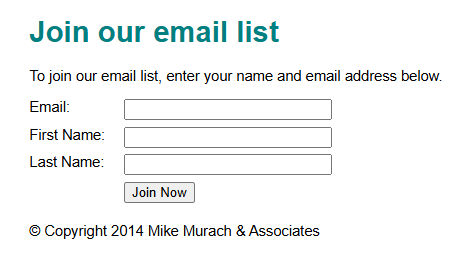 Join our email list
To join our email list, enter your name and email address below.
Email:
First Name:
Last Name:
Join Now
© Copyright 2014 Mike Murach & Associates